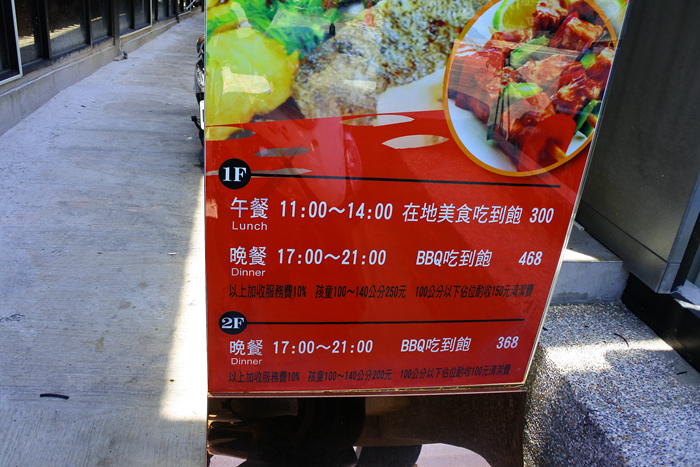 1F
午餐 11:00～14:00 在地美食吃到飽 300
Lunch
晚餐 17:00～21:00 BBQ吃到飽 468
Dinner
以上加收服務費10% 孩童100～140公分250元 100公分以下佔位酌收150元清潔費
2F
晚餐 17:00～21:00 BBQ吃到飽 368
Dinner
以上加收服務費10% 孩童100～140公分200元 100公分以下佔位酌收100元清潔費